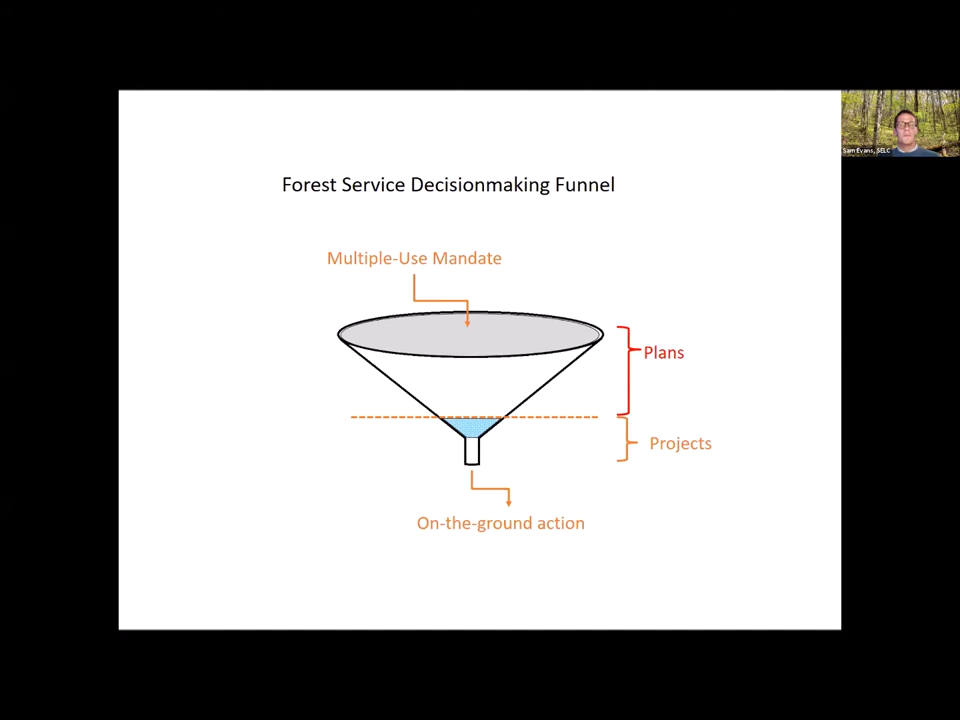 Sam Evans, SELC
Forest Service Decisionmaking Funnel
Multiple-Use Mandate
Plans
Projects
On-the-ground action